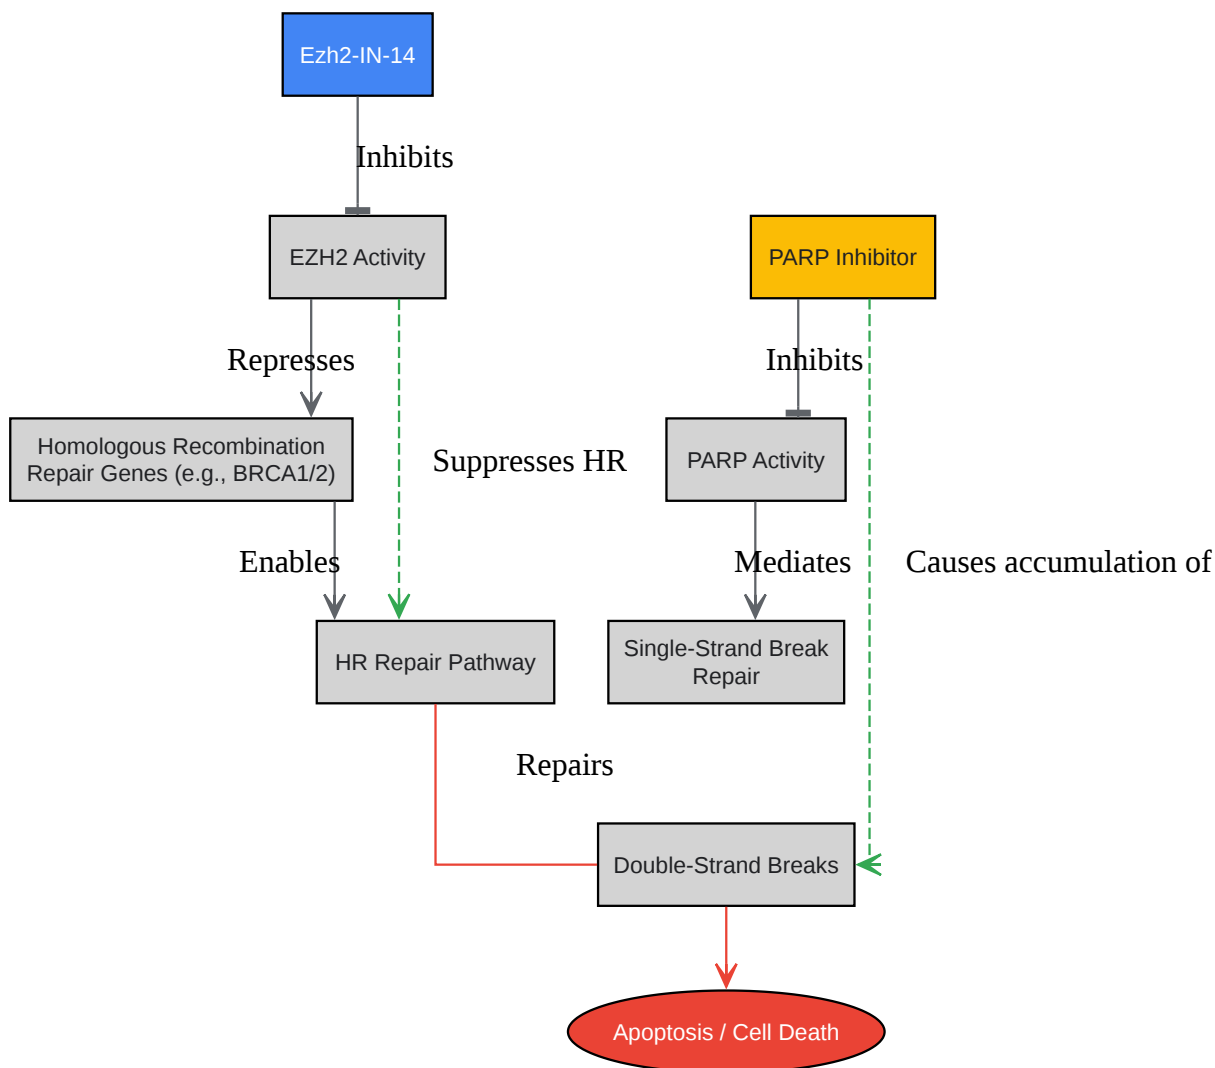 Ezh2-IN-14
Inhibits
EZH2 Activity
PARP Inhibitor
Represses
Inhibits
Homologous Recombination
Repair Genes (e.g., BRCA1/2)
Suppresses HR
PARP Activity
Enables
Mediates
Causes accumulation of
HR Repair Pathway
Single-Strand Break
Repair
Repairs
Double-Strand Breaks
Apoptosis / Cell Death